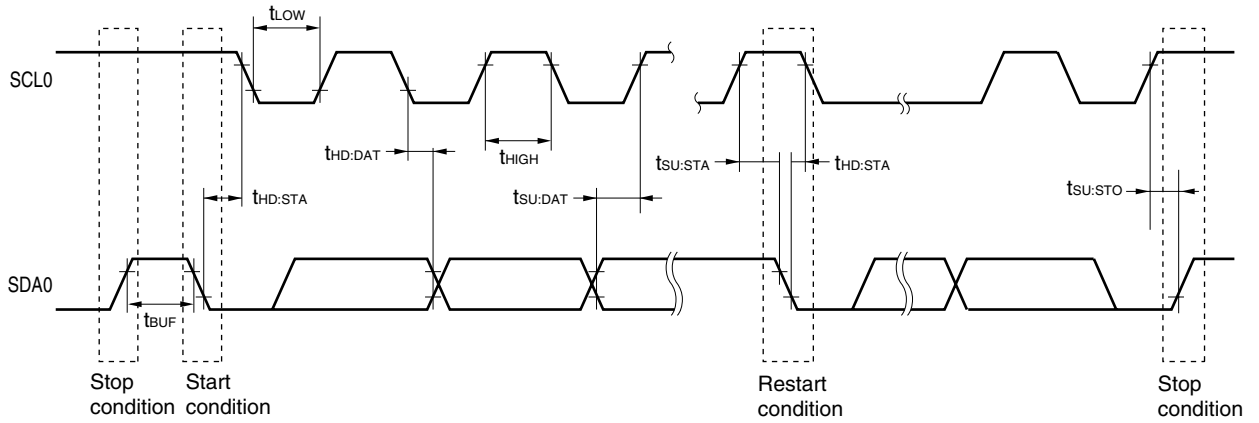 tLOW
SCL0
tHD:DAT
tHIGH
tSU:STA
tHD:STA
tHD:STA
tSU:DAT
tSU:STO
SDA0
tBUF
Stop
condition
Start
condition
Restart
condition
Stop
condition